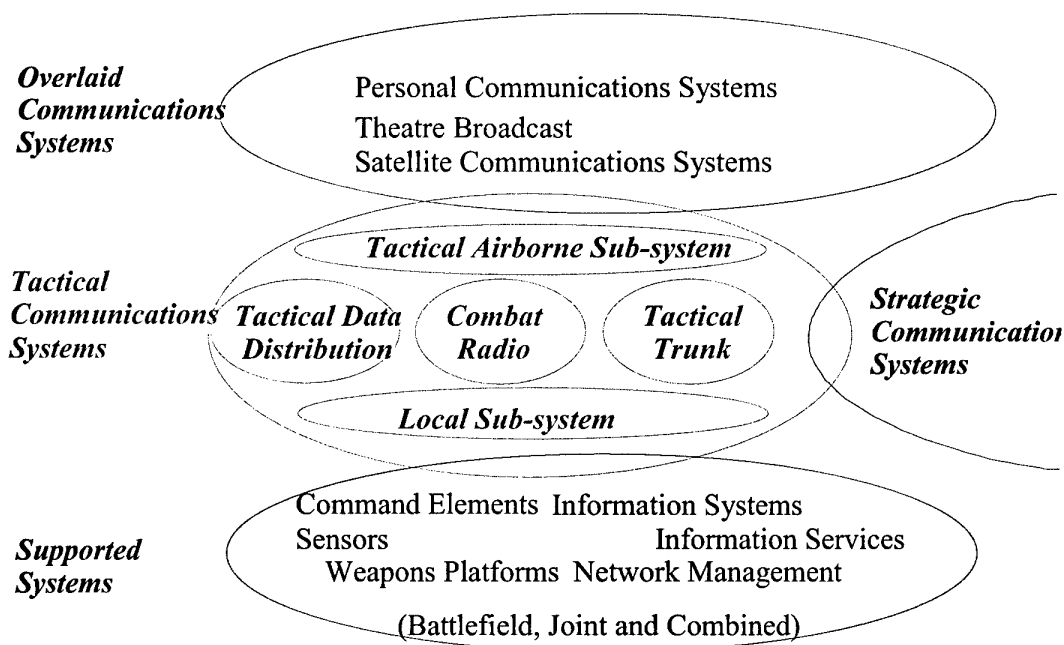 Overlaid
Communications
Systems
Personal Communications Systems
Theatre Broadcast
Satellite Communications Systems
Tactical
Communications
Systems
Tactical Airborne Sub-system
Tactical Data
Distribution
Combat
Radio
Tactical
Trunk
Local Sub-system
Strategic
Communication
Systems
Supported
Systems
Command Elements Information Systems
Sensors Information Services
Weapons Platforms Network Management
(Battlefield, Joint and Combined)